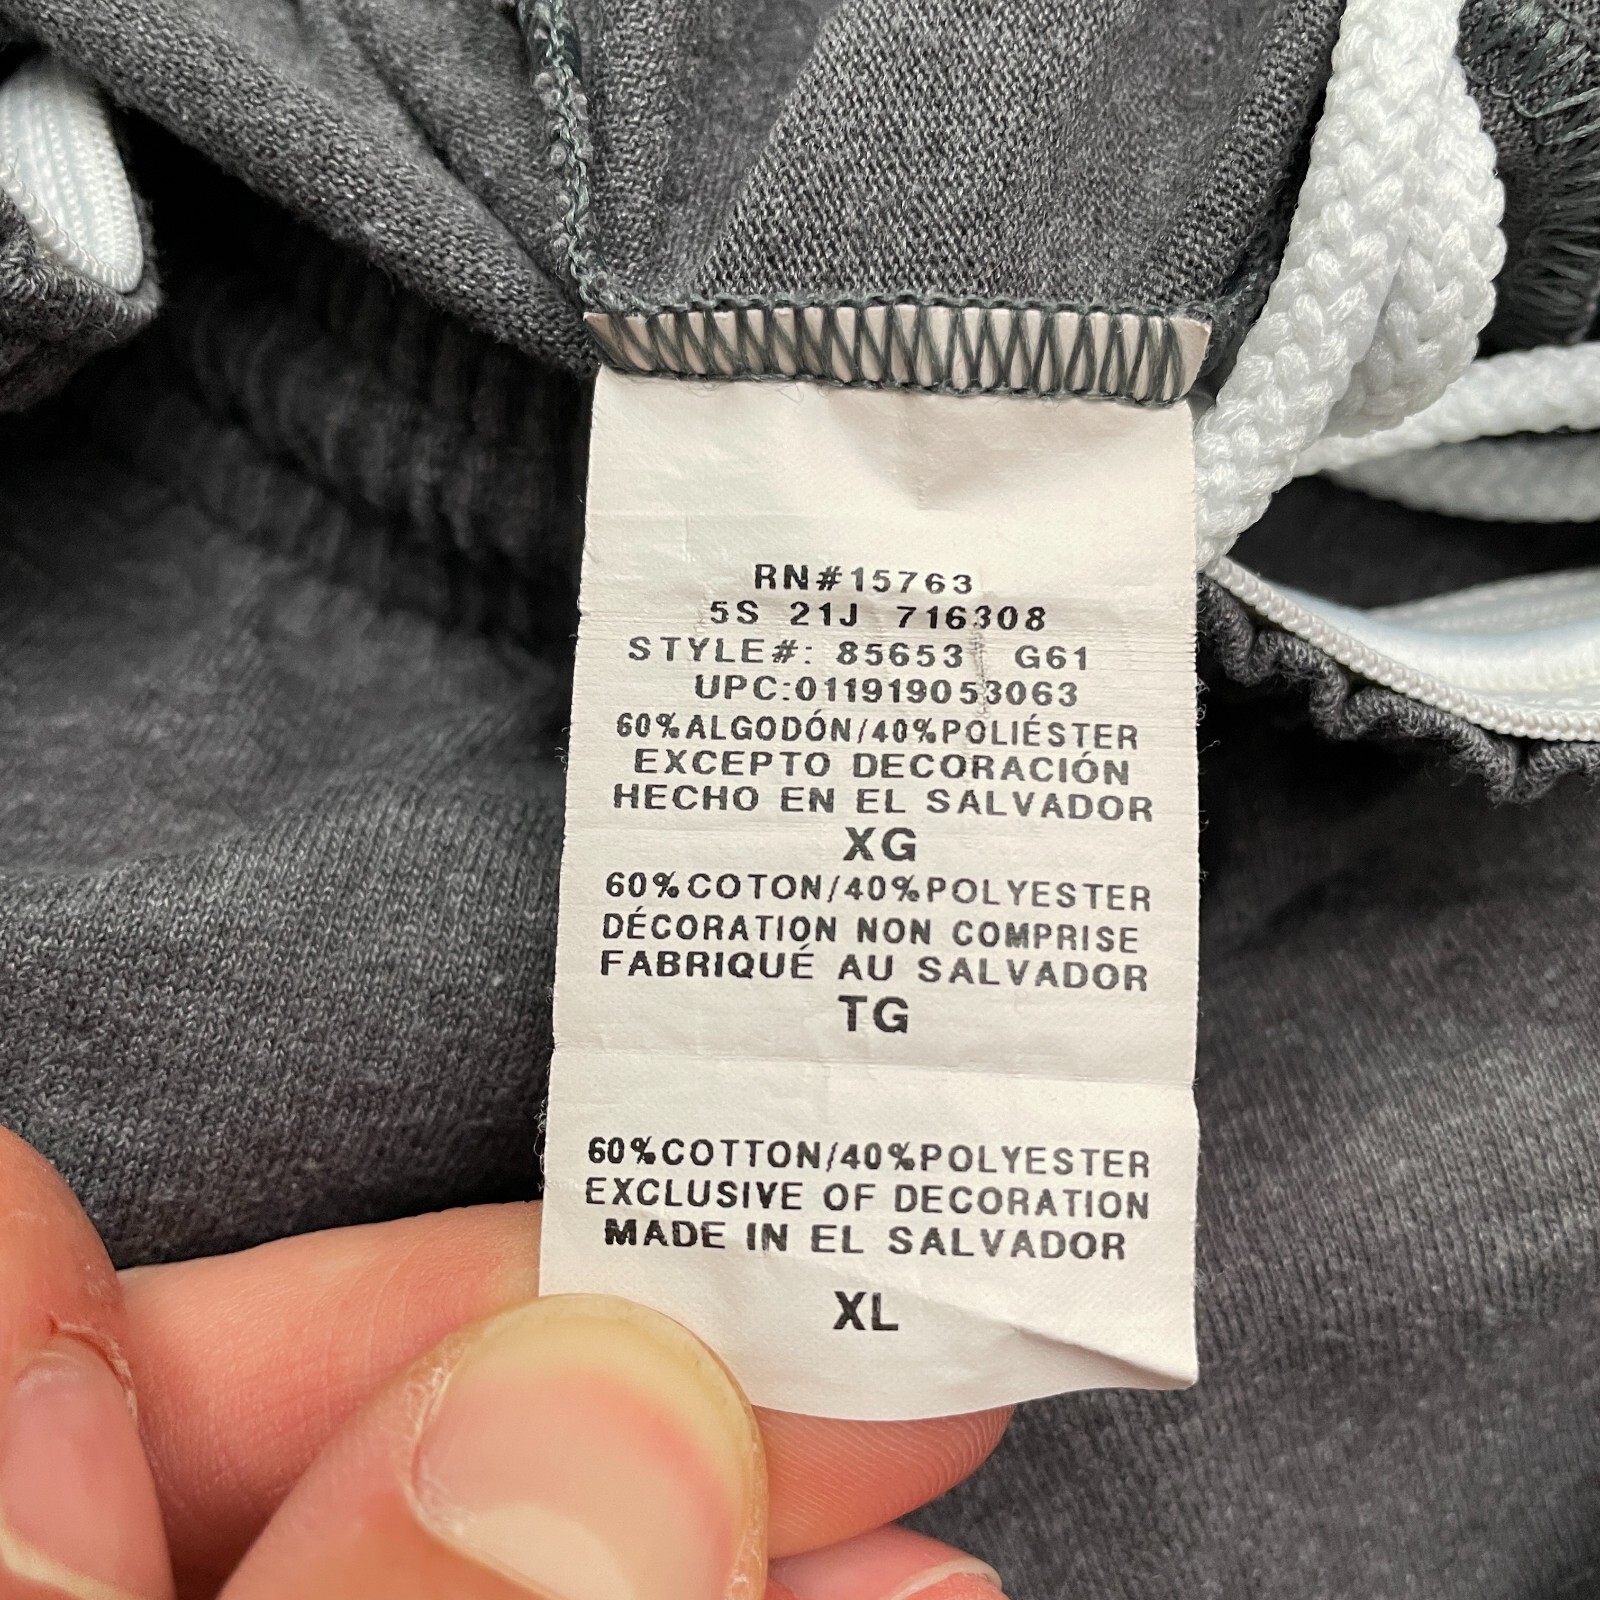 RN#15763
5S 21J 716308
STYLE#: 85653 G61
UPC:011919053063
60%ALGODÓN/40%POLIÉSTER
EXCEPTO DECORACIÓN
HECHO EN EL SALVADOR
XG
60%COTON/40%POLYESTER
DÉCORATION NON COMPRISE
FABRIQUÉ AU SALVADOR
TG
60%COTTON/40%POLYESTER
EXCLUSIVE OF DECORATION
MADE IN EL SALVADOR
XL